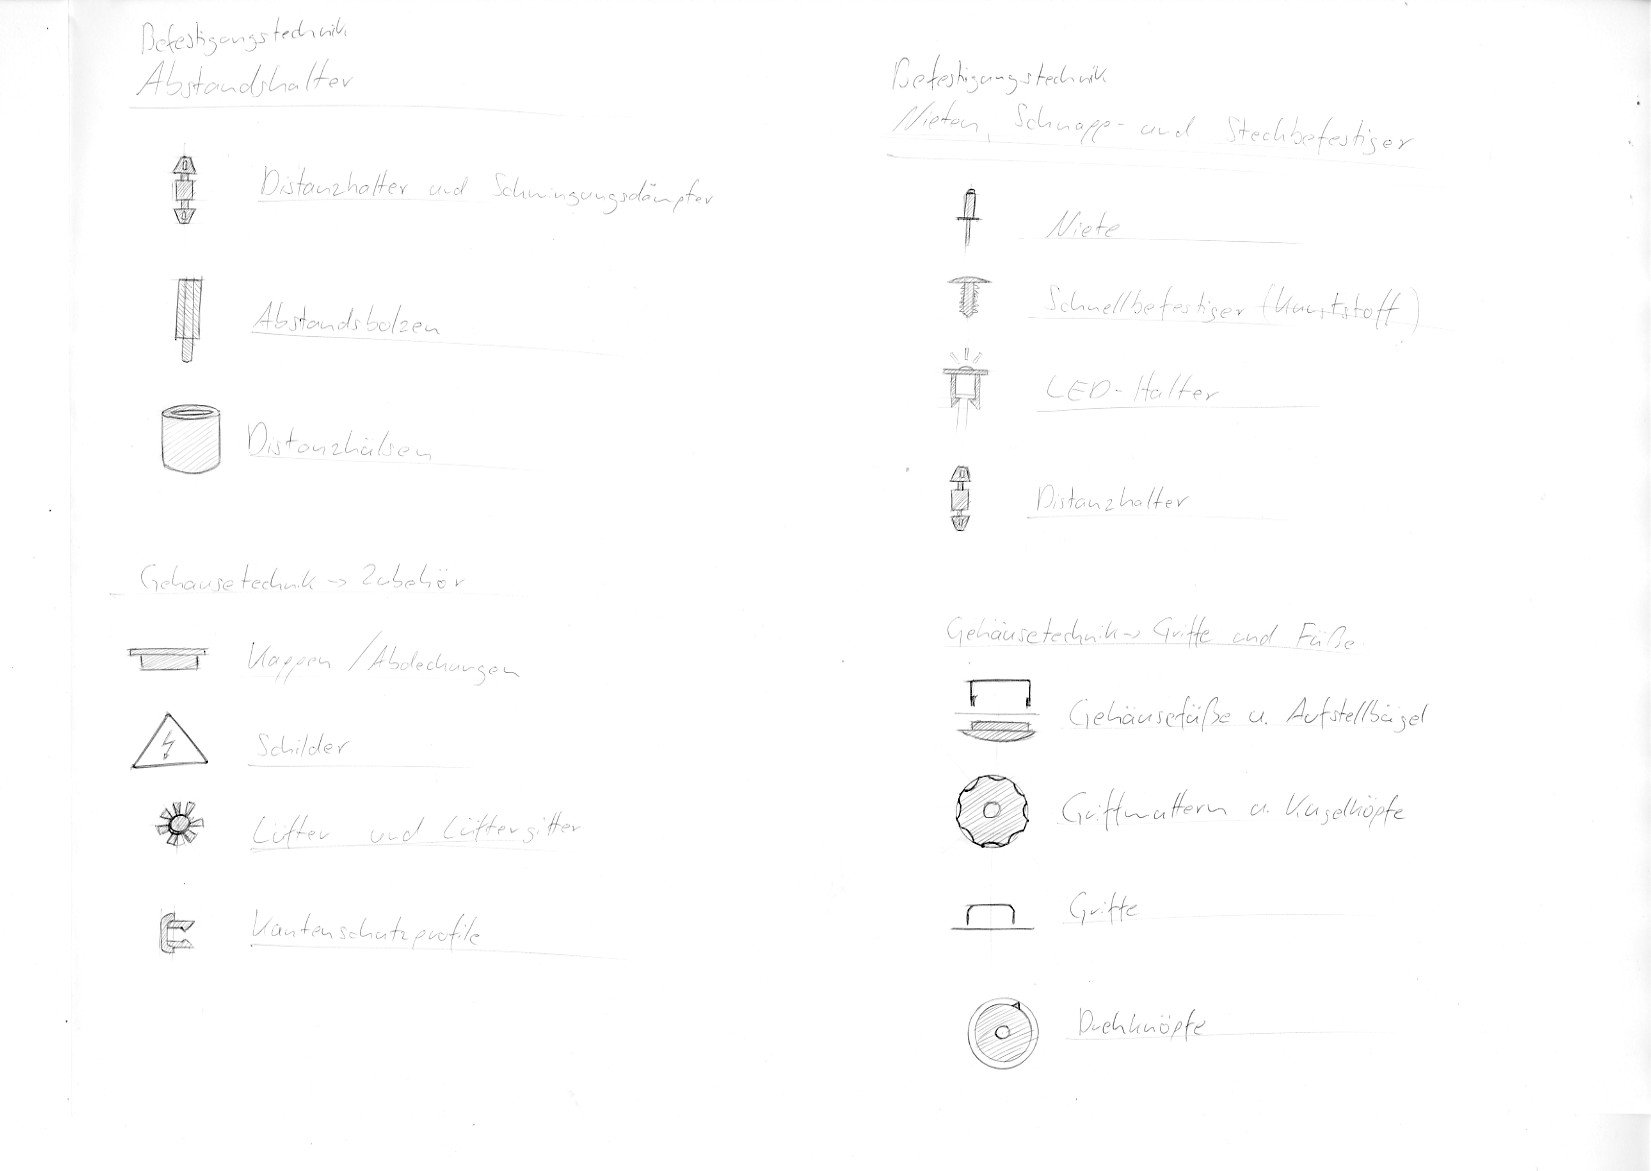 Befestigungstechnik
Abstandshalter
Distanzhalter und Schwingungsdämpfer
Abstandsbolzen
Distanzhülsen
Gehäusetechnik -> Zubehör
Kappen / Abdeckungen
Schilder
Lüfter und Lüftergitter
Kantenschutzprofile
Befestigungstechnik
Nieten, Schnapp- und Steckbefestiger
Niete
Schnellbefestiger (Kunststoff)
LED-Halter
Distanzhalter
Gehäusetechnik -> Griffe und Füße
Gehäusefüße u. Aufstellbügel
Griffmuttern u. Kugelköpfe
Griffe
Drehknöpfe